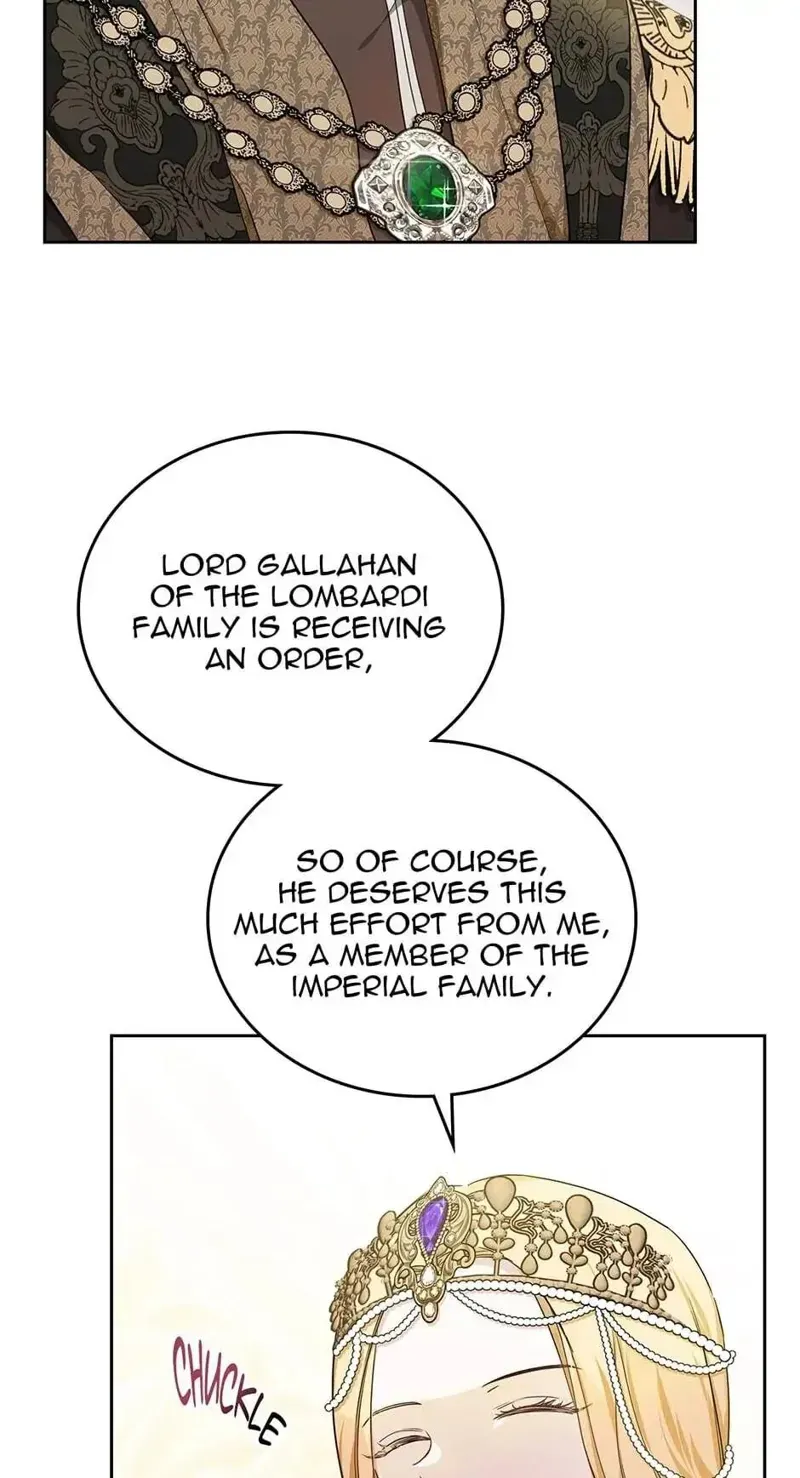 LORD GALLAHAN
OF THE LOMBARDI
FAMILY IS RECEIVING
AN ORDER,
SO OF COURSE,
HE DESERVES THIS
MUCH EFFORT FROM ME,
AS A MEMBER OF THE
IMPERIAL FAMILY.
CHUCKLE